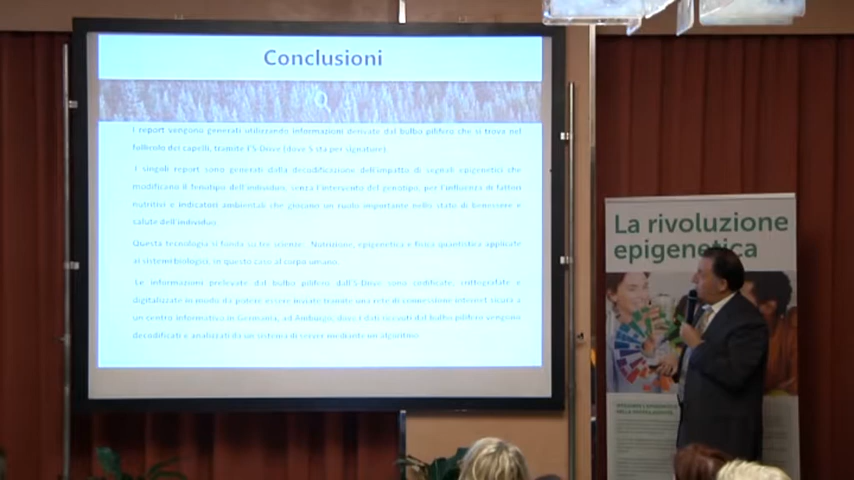 Conclusioni
I report vengono generati utilizzando informazioni derivate dal bulbo pilifero che si trova nel
follicolo dei capelli, tramite l'S-Drive (dove S sta per signature).
I singoli report sono generati dalla decodificazione dell'impatto di segnali epigenetici che
modificano il fenotipo dell'individuo, senza l'intervento del genotipo, per l'influenza di fattori
nutritivi e indicatori ambientali che giocano un ruolo importante nello stato di benessere e
salute dell'individuo.
Questa tecnologia si fonda su tre scienze: Nutrizione, epigenetica e fisica quantistica applicate
ai sistemi biologici, in questo caso al corpo umano.
Le informazioni prelevate dal bulbo pilifero dall'S-Drive sono codificate, crittografate e
digitalizzate in modo da potere essere inviate tramite una rete di connessione internet sicura a
un centro informativo in Germania, ad Amburgo, dove i dati ricevuti dal bulbo pilifero vengono
decodificati e analizzati da un sistema di server mediante un algoritmo.
La rivoluzione
epigenetica